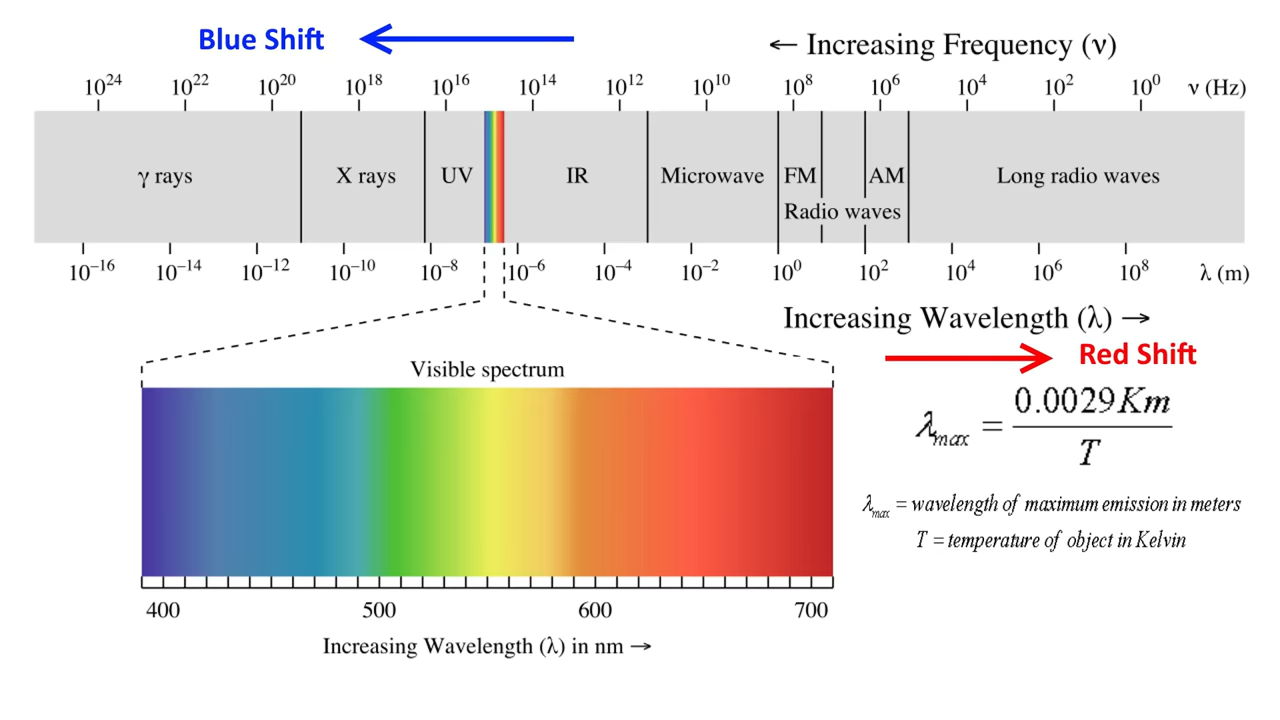 Blue Shift
← Increasing Frequency (ν)
10²⁴ 10²² 10²⁰ 10¹⁸ 10¹⁶ 10¹⁴ 10¹² 10¹⁰ 10⁸ 10⁶ 10⁴ 10² 10⁰ ν (Hz)
γ rays X rays UV IR Microwave FM AM Long radio waves
Radio waves
10⁻¹⁶ 10⁻¹⁴ 10⁻¹² 10⁻¹⁰ 10⁻⁸ 10⁻⁶ 10⁻⁴ 10⁻² 10⁰ 10² 10⁴ 10⁶ 10⁸ λ (m)
Increasing Wavelength (λ) →
Red Shift
Visible spectrum
λmax = 0.0029Km / T
λmax = wavelength of maximum emission in meters
T = temperature of object in Kelvin
400 500 600 700
Increasing Wavelength (λ) in nm →